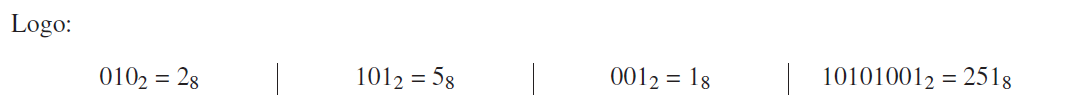 Logo:
010₂ = 2₈ | 101₂ = 5₈ | 001₂ = 1₈ | 10101001₂ = 251₈